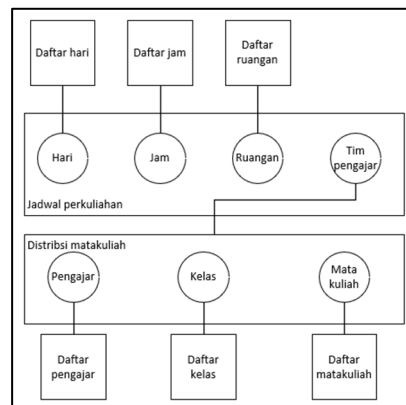 Daftar hari
Daftar jam
Daftar
ruangan
Hari
Jam
Ruangan
Tim
pengajar
Jadwal perkuliahan
Distribsi matakuliah
Pengajar
Kelas
Mata
kuliah
Daftar
pengajar
Daftar
kelas
Daftar
matakuliah